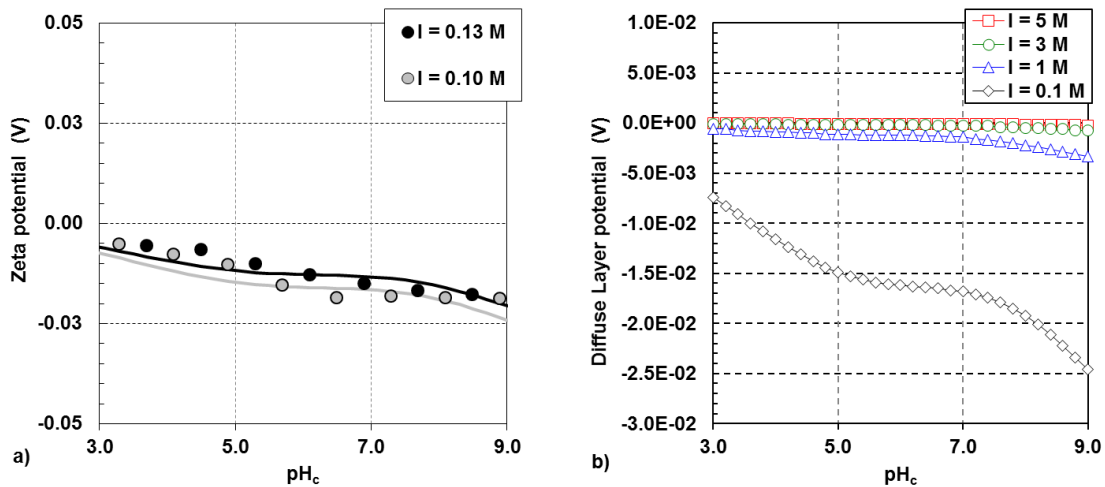 0.05
0.03
0.00
-0.03
-0.05
Zeta potential (V)
3.0 5.0 7.0 9.0
pHc
a)
I = 0.13 M
I = 0.10 M
1.0E-02
5.0E-03
0.0E+00
-5.0E-03
-1.0E-02
-1.5E-02
-2.0E-02
-2.5E-02
-3.0E-02
Diffuse Layer potential (V)
3.0 5.0 7.0 9.0
pHc
b)
I = 5 M
I = 3 M
I = 1 M
I = 0.1 M